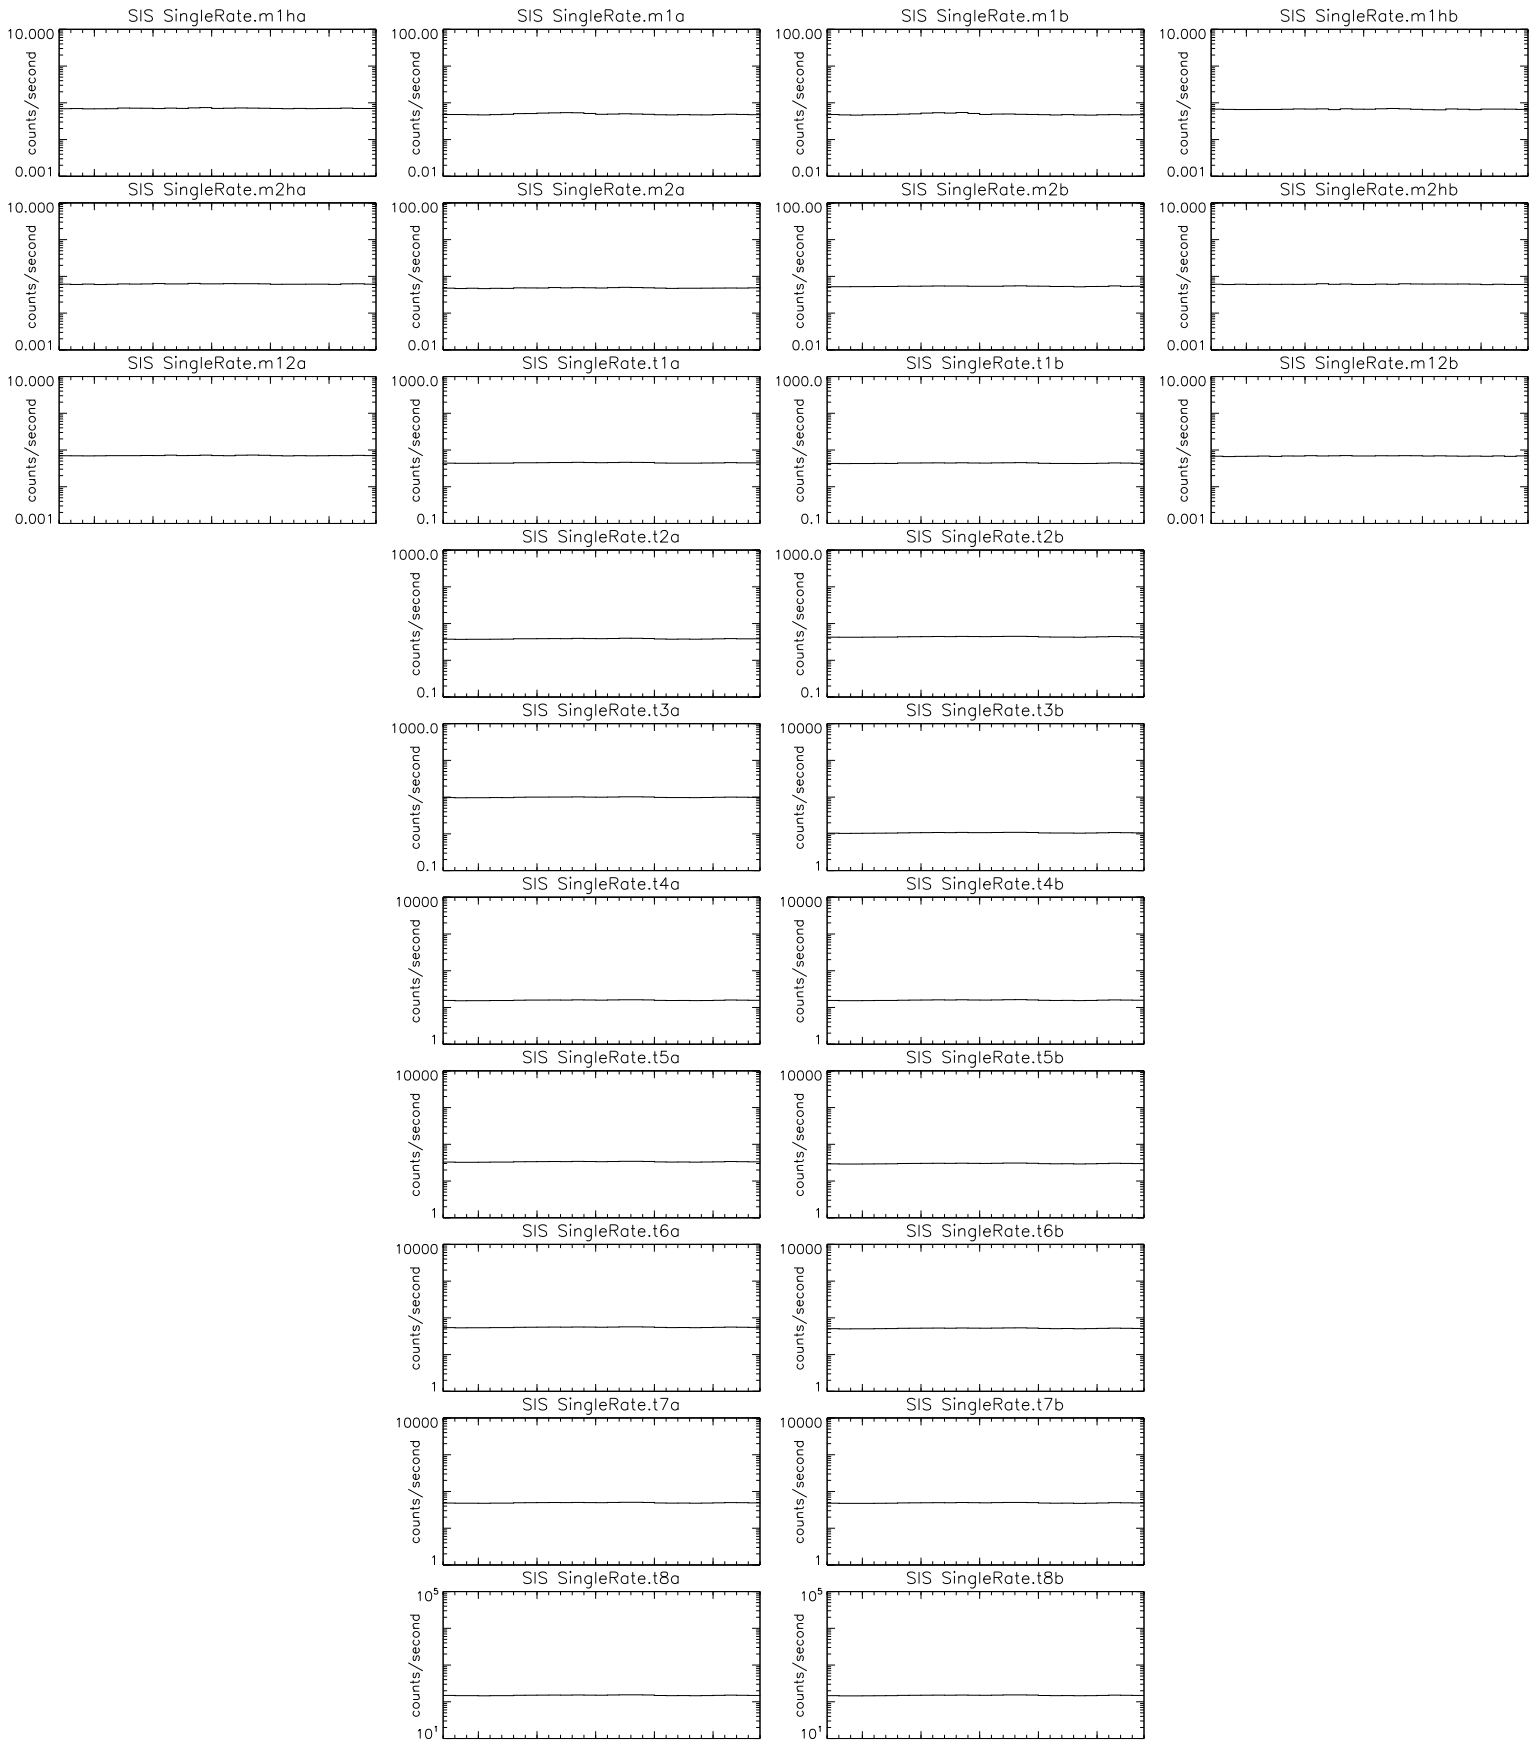 SIS SingleRate.m1ha
10.000
counts/second
0.001
SIS SingleRate.m1a
100.00
counts/second
0.01
SIS SingleRate.m1b
100.00
counts/second
0.01
SIS SingleRate.m1hb
10.000
counts/second
0.001
SIS SingleRate.m2ha
10.000
counts/second
0.001
SIS SingleRate.m2a
100.00
counts/second
0.01
SIS SingleRate.m2b
100.00
counts/second
0.01
SIS SingleRate.m2hb
10.000
counts/second
0.001
SIS SingleRate.m12a
10.000
counts/second
0.001
SIS SingleRate.t1a
1000.0
counts/second
0.1
SIS SingleRate.t1b
1000.0
counts/second
0.1
SIS SingleRate.m12b
10.000
counts/second
0.001
SIS SingleRate.t2a
1000.0
counts/second
0.1
SIS SingleRate.t2b
1000.0
counts/second
0.1
SIS SingleRate.t3a
1000.0
counts/second
0.1
SIS SingleRate.t3b
10000
counts/second
1
SIS SingleRate.t4a
10000
counts/second
1
SIS SingleRate.t4b
10000
counts/second
1
SIS SingleRate.t5a
10000
counts/second
1
SIS SingleRate.t5b
10000
counts/second
1
SIS SingleRate.t6a
10000
counts/second
1
SIS SingleRate.t6b
10000
counts/second
1
SIS SingleRate.t7a
10000
counts/second
1
SIS SingleRate.t7b
10000
counts/second
1
SIS SingleRate.t8a
10⁵
counts/second
10¹
SIS SingleRate.t8b
10⁵
counts/second
10¹